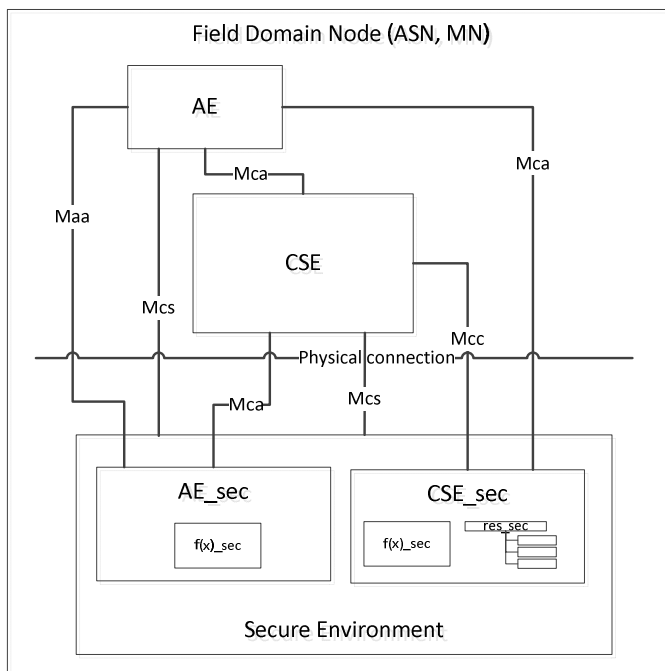 Field Domain Node (ASN, MN)
AE
Mca
Mca
Maa
CSE
Mcs
Mcc
Physical connection
Mca
Mcs
AE_sec
CSE_sec
res_sec
f(x)_sec
f(x)_sec
Secure Environment